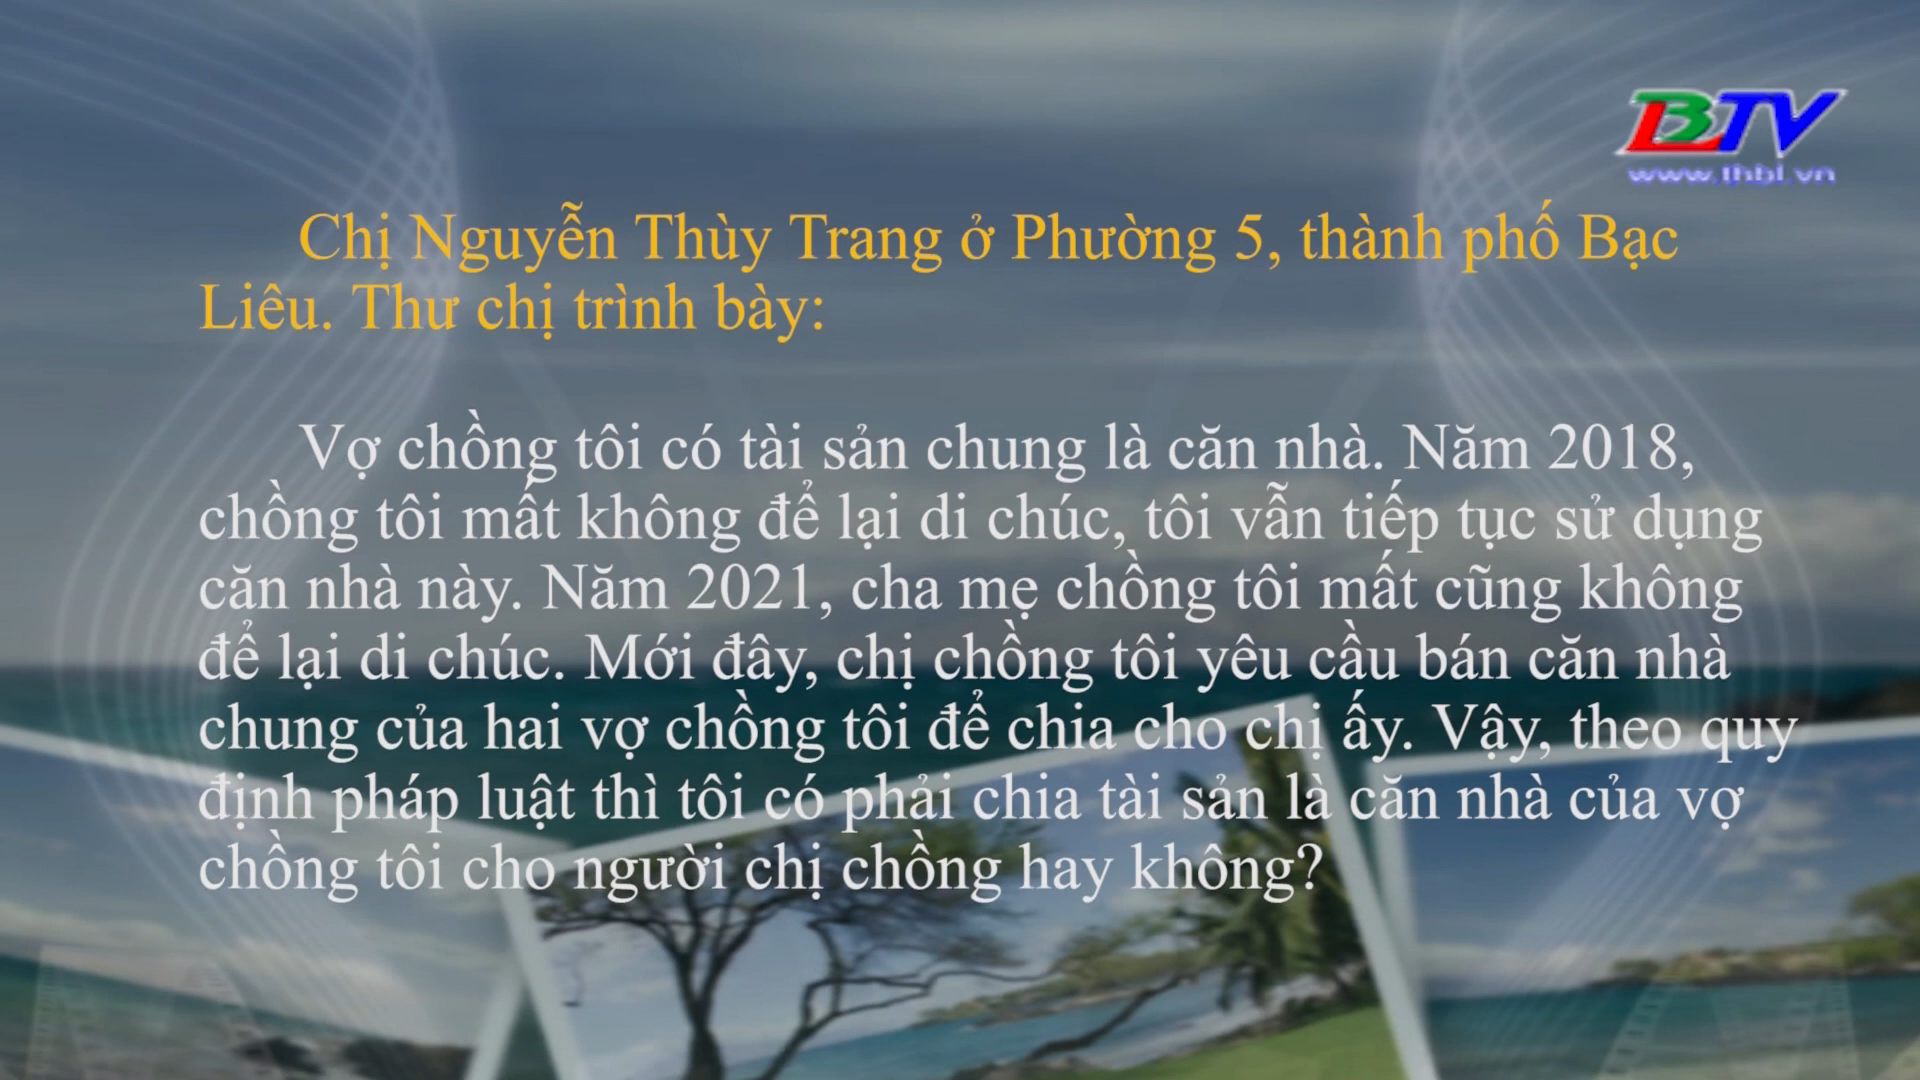 BTV
www.thbl.vn
Chị Nguyễn Thùy Trang ở Phường 5, thành phố Bạc
Liêu. Thư chị trình bày:
Vợ chồng tôi có tài sản chung là căn nhà. Năm 2018,
chồng tôi mất không để lại di chúc, tôi vẫn tiếp tục sử dụng
căn nhà này. Năm 2021, cha mẹ chồng tôi mất cũng không
để lại di chúc. Mới đây, chị chồng tôi yêu cầu bán căn nhà
chung của hai vợ chồng tôi để chia cho chị ấy. Vậy, theo quy
định pháp luật thì tôi có phải chia tài sản là căn nhà của vợ
chồng tôi cho người chị chồng hay không?